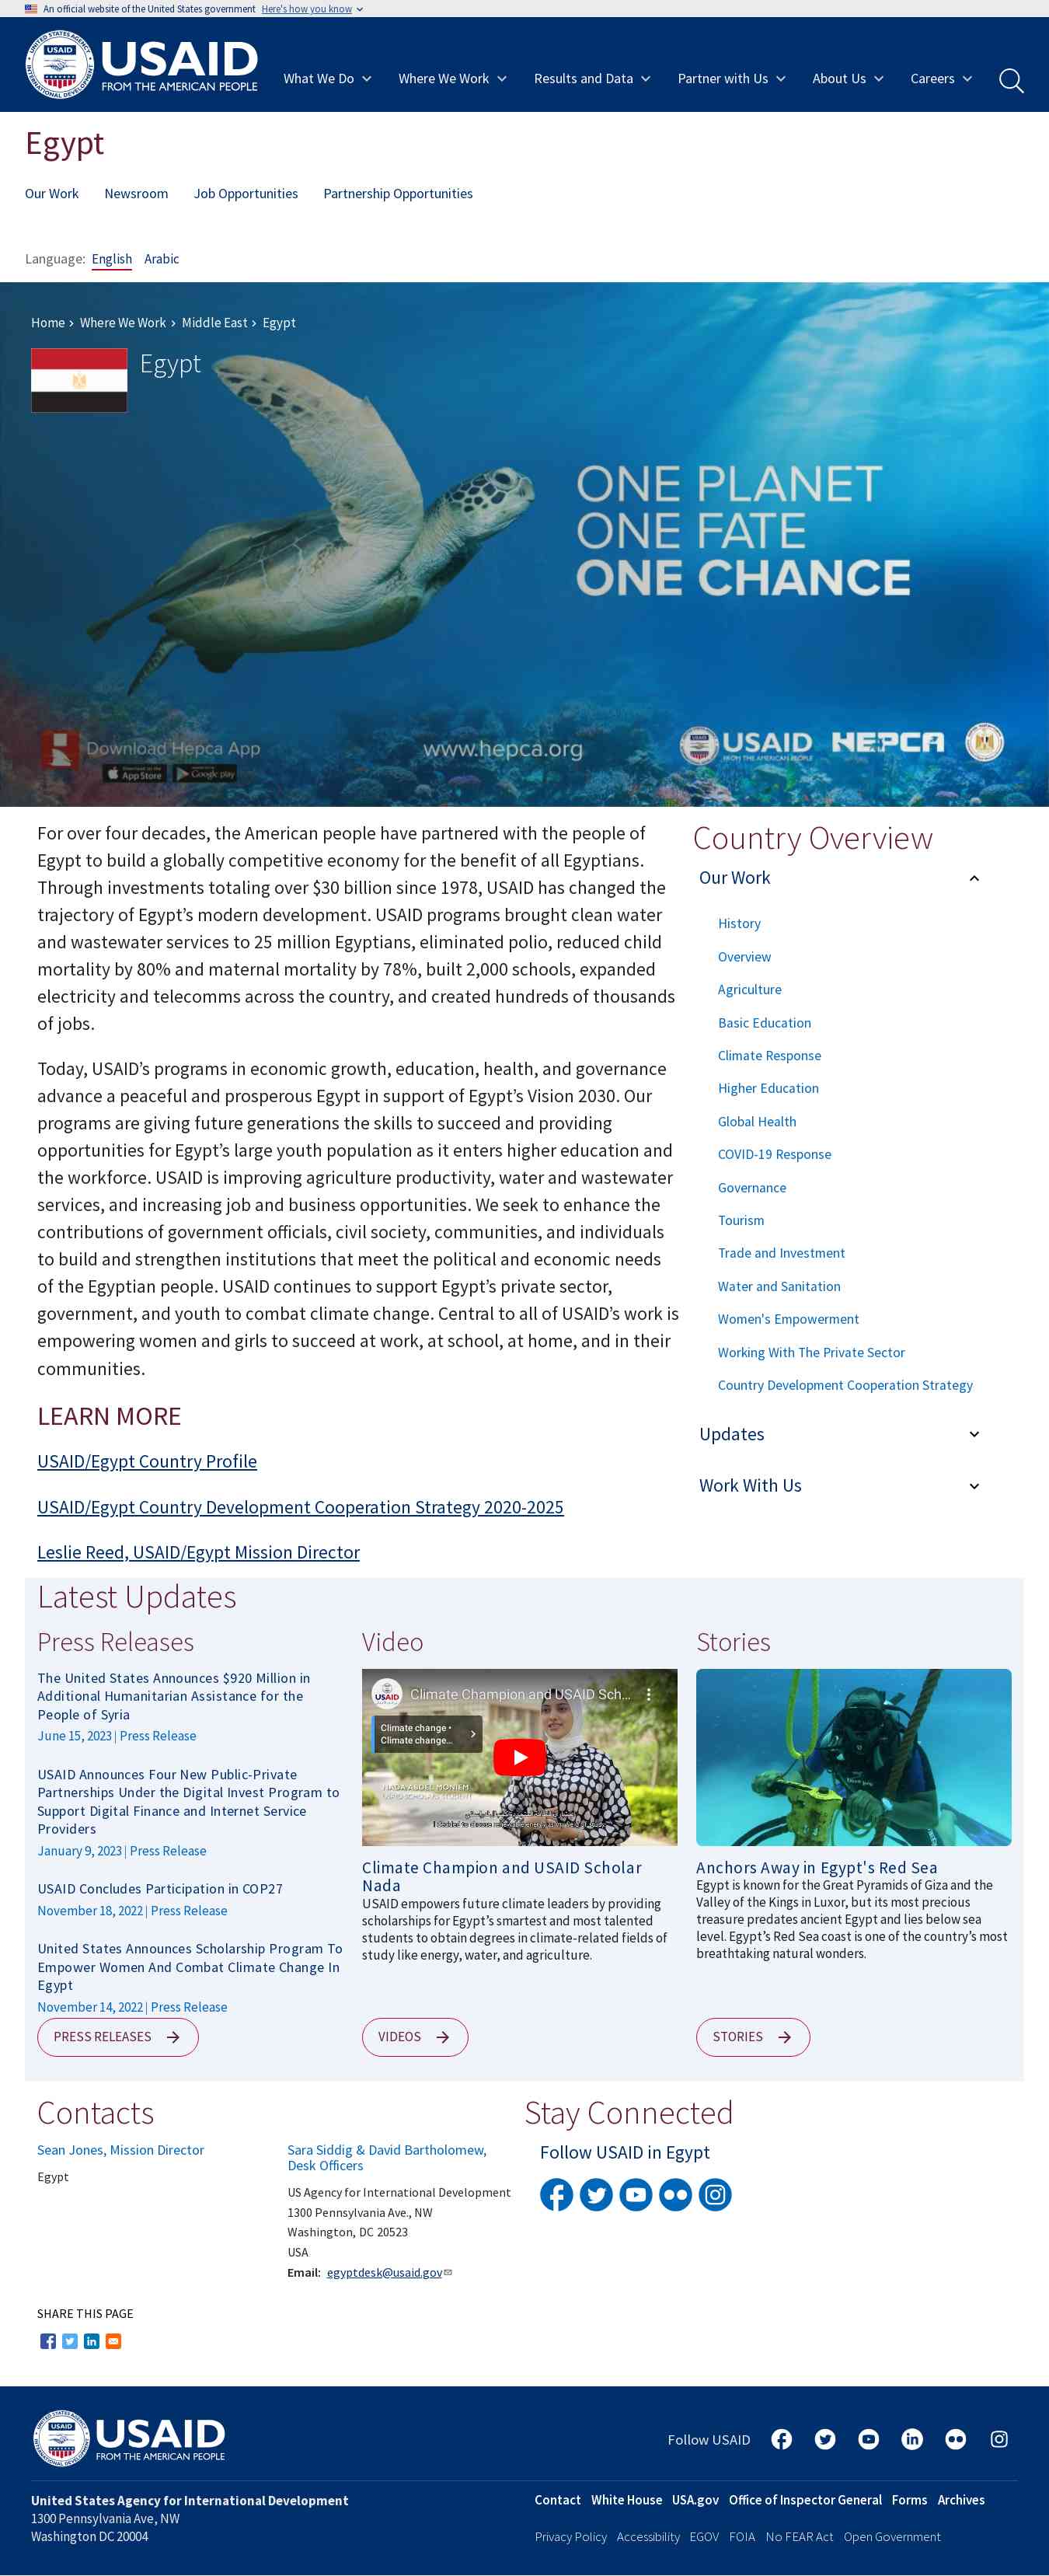 An official website of the United States government Here's how you know
USAID
FROM THE AMERICAN PEOPLE
What We Do
Where We Work
Results and Data
Partner with Us
About Us
Careers
Egypt
Our Work
Newsroom
Job Opportunities
Partnership Opportunities
Language: English Arabic
Home › Where We Work › Middle East › Egypt
Egypt
ONE PLANET
ONE FATE
ONE CHANCE
Download Hepca App
App Store
Google play
www.hepca.org
USAID
FROM THE AMERICAN PEOPLE
HEPCA
For over four decades, the American people have partnered with the people of
Egypt to build a globally competitive economy for the benefit of all Egyptians.
Through investments totaling over $30 billion since 1978, USAID has changed the
trajectory of Egypt’s modern development. USAID programs brought clean water
and wastewater services to 25 million Egyptians, eliminated polio, reduced child
mortality by 80% and maternal mortality by 78%, built 2,000 schools, expanded
electricity and telecomms across the country, and created hundreds of thousands
of jobs.
Today, USAID’s programs in economic growth, education, health, and governance
advance a peaceful and prosperous Egypt in support of Egypt’s Vision 2030. Our
programs are giving future generations the skills to succeed and providing
opportunities for Egypt’s large youth population as it enters higher education and
the workforce. USAID is improving agriculture, improving water and wastewater
services, and increasing job and business opportunities. We seek to enhance the
contributions of government officials, civil society, communities, and individuals
to build and strengthen institutions that meet the political and economic needs
of the Egyptian people. USAID continues to support Egypt’s private sector,
government, and youth to combat climate change. Central to all of USAID’s work is
empowering women and girls to succeed at work, at school, at home, and in their
communities.
LEARN MORE
USAID/Egypt Country Profile
USAID/Egypt Country Development Cooperation Strategy 2020-2025
Leslie Reed, USAID/Egypt Mission Director
Country Overview
Our Work
History
Overview
Agriculture
Basic Education
Climate Response
Higher Education
Global Health
COVID-19 Response
Governance
Tourism
Trade and Investment
Water and Sanitation
Women's Empowerment
Working With The Private Sector
Country Development Cooperation Strategy
Updates
Work With Us
Latest Updates
Press Releases
The United States Announces $920 Million in
Additional Humanitarian Assistance for the
People of Syria
June 15, 2023 | Press Release
USAID Announces Four New Public-Private
Partnerships Under the Digital Invest Program to
Support Digital Finance and Internet Service
Providers
January 9, 2023 | Press Release
USAID Concludes Participation in COP27
November 18, 2022 | Press Release
United States Announces Scholarship Program To
Empower Women And Combat Climate Change In
Egypt
November 14, 2022 | Press Release
PRESS RELEASES
Video
USAID
Climate Champion and USAID Sch...
Climate change •
Climate change...
NADA ABDEL MONIEM
Climate Champion and USAID Scholar
Nada
USAID empowers future climate leaders by providing
scholarships for Egypt’s smartest and most talented
students to obtain degrees in climate-related fields of
study like energy, water, and agriculture.
VIDEOS
Stories
Anchors Away in Egypt's Red Sea
Egypt is known for the Great Pyramids of Giza and the
Valley of the Kings in Luxor, but its most precious
treasure predates ancient Egypt and lies below sea
level. Egypt’s Red Sea coast is one of the country’s most
breathtaking natural wonders.
STORIES
Contacts
Sean Jones, Mission Director
Egypt
Sara Siddig & David Bartholomew,
Desk Officers
US Agency for International Development
1300 Pennsylvania Ave., NW
Washington, DC 20523
USA
Email: egyptdesk@usaid.gov
Stay Connected
Follow USAID in Egypt
SHARE THIS PAGE
USAID
FROM THE AMERICAN PEOPLE
Follow USAID
United States Agency for International Development
1300 Pennsylvania Ave, NW
Washington DC 20004
Contact White House USA.gov Office of Inspector General Forms Archives
Privacy Policy Accessibility EGOV FOIA No FEAR Act Open Government